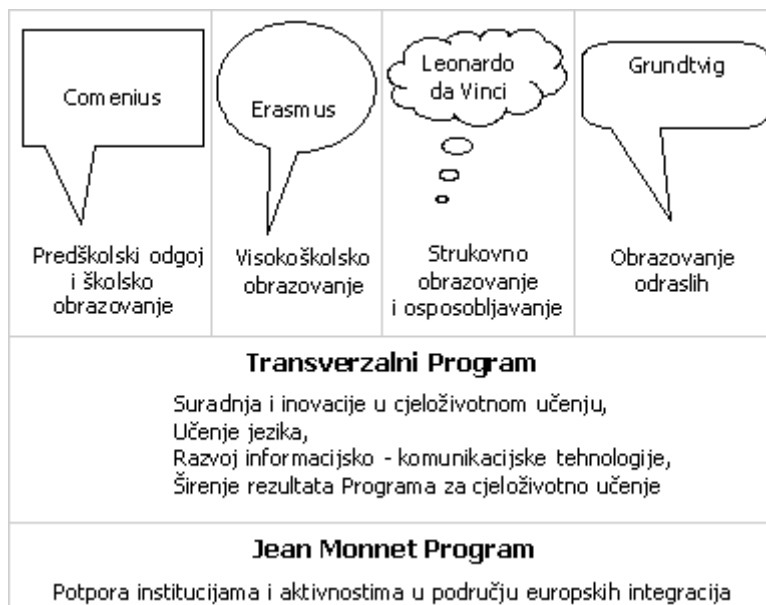 Comenius
Predškolski odgoj
i školsko
obrazovanje
Erasmus
Visokoškolsko
obrazovanje
Leonardo
da Vinci
Strukovno
obrazovanje
i osposobljavanje
Grundtvig
Obrazovanje
odraslih
Transverzalni Program
Suradnja i inovacije u cjeloživotnom učenju,
Učenje jezika,
Razvoj informacijsko - komunikacijske tehnologije,
Širenje rezultata Programa za cjeloživotno učenje
Jean Monnet Program
Potpora institucijama i aktivnostima u području europskih integracija